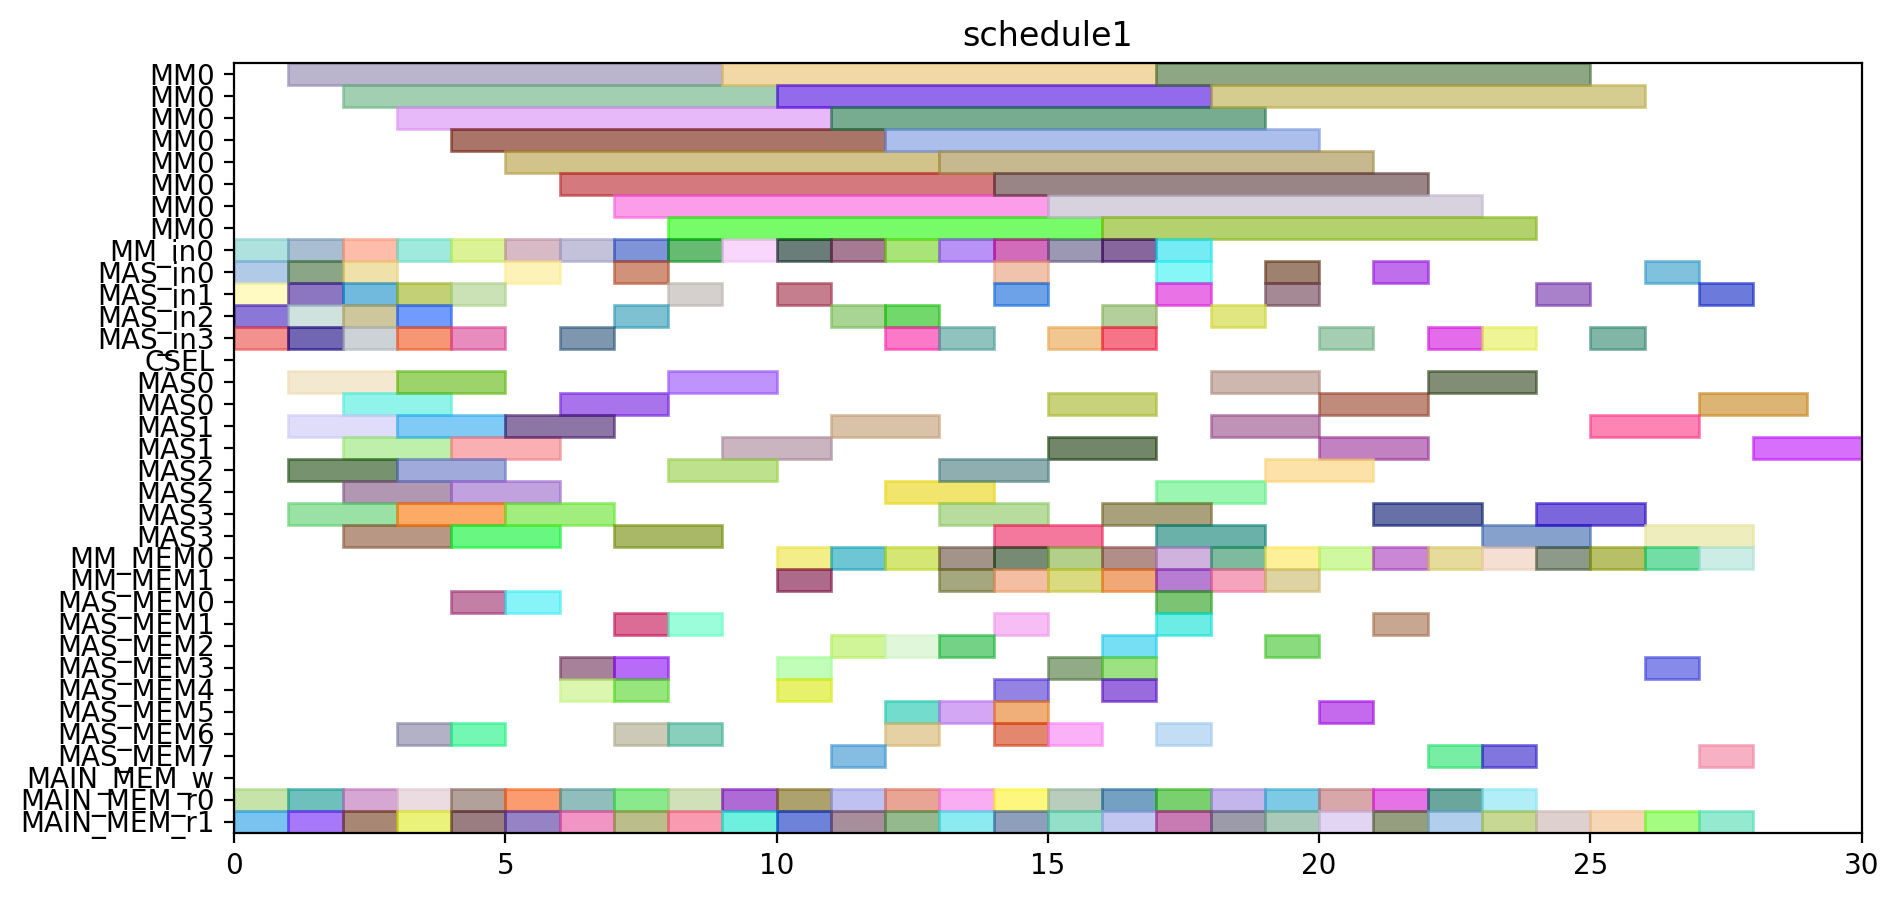 schedule1
MM0
MM0
MM0
MM0
MM0
MM0
MM0
MM0
MM_in0
MAS_in0
MAS_in1
MAS_in2
MAS_in3
CSEL
MAS0
MAS0
MAS1
MAS1
MAS2
MAS2
MAS3
MAS3
MM_MEM0
MM_MEM1
MAS_MEM0
MAS_MEM1
MAS_MEM2
MAS_MEM3
MAS_MEM4
MAS_MEM5
MAS_MEM6
MAS_MEM7
MAIN_MEM_w
MAIN_MEM_r0
MAIN_MEM_r1
0 5 10 15 20 25 30